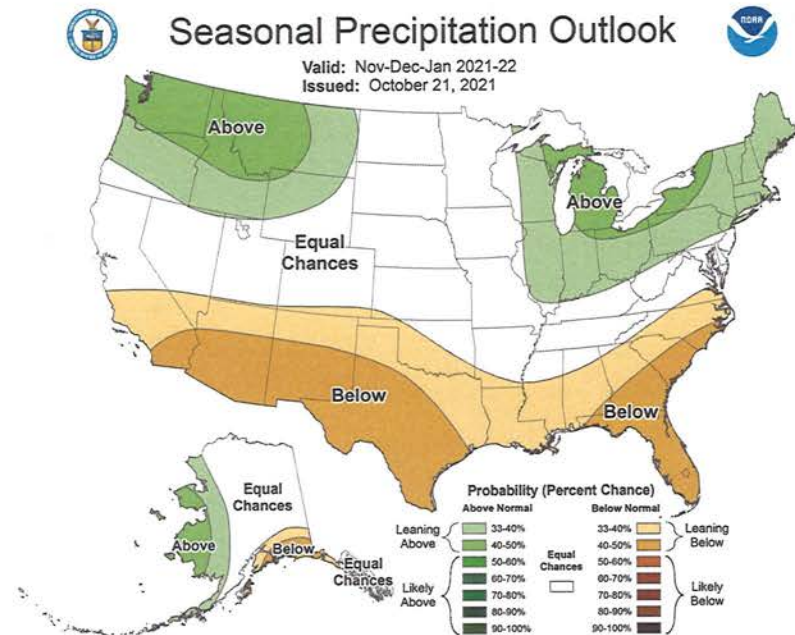 Seasonal Precipitation Outlook
NOAA
Valid: Nov-Dec-Jan 2021-22
Issued: October 21, 2021
Above
Above
Equal
Chances
Below
Below
Equal
Chances
Above
Below
Equal
Chances
Probability (Percent Chance)
Above Normal
Below Normal
Leaning
Above
33-40%
40-50%
Likely
Above
50-60%
60-70%
70-80%
80-90%
90-100%
Equal
Chances
33-40%
40-50%
Leaning
Below
50-60%
60-70%
70-80%
80-90%
90-100%
Likely
Below